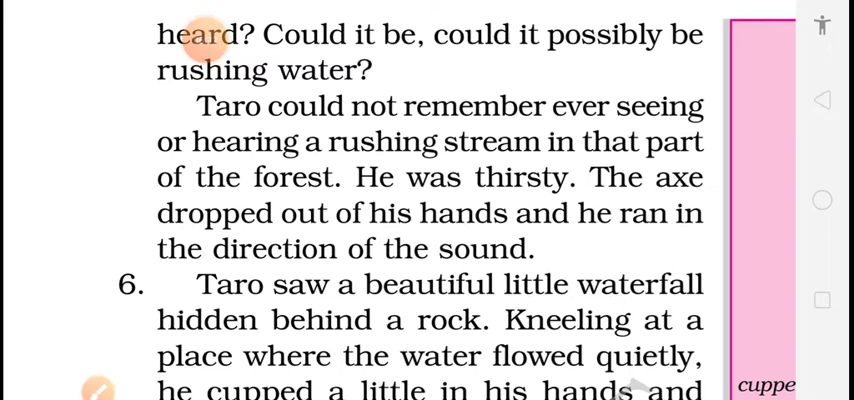 heard? Could it be, could it possibly be
rushing water?
Taro could not remember ever seeing
or hearing a rushing stream in that part
of the forest. He was thirsty. The axe
dropped out of his hands and he ran in
the direction of the sound.
6. Taro saw a beautiful little waterfall
hidden behind a rock. Kneeling at a
place where the water flowed quietly,
he cupped a little in his hands and
cuppe